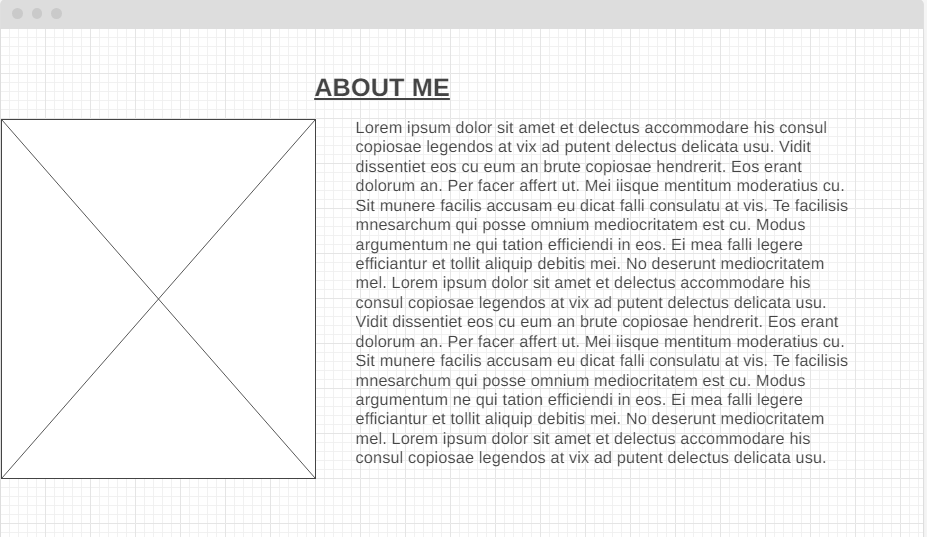 ABOUT ME
Lorem ipsum dolor sit amet et delectus accommodare his consul
copiosae legendos at vix ad putent delectus delicata usu. Vidit
dissentiet eos cu eum an brute copiosae hendrerit. Eos erant
dolorum an. Per facer affert ut. Mei iisque mentitum moderatius cu.
Sit munere facilis accusam eu dicat falli consulatu at vis. Te facilisis
mnesarchum qui posse omnium mediocritatem est cu. Modus
argumentum ne qui tation efficiendi in eos. Ei mea falli legere
efficiantur et tollit aliquip debitis mei. No deserunt mediocritatem
mel. Lorem ipsum dolor sit amet et delectus accommodare his
consul copiosae legendos at vix ad putent delectus delicata usu.
Vidit dissentiet eos cu eum an brute copiosae hendrerit. Eos erant
dolorum an. Per facer affert ut. Mei iisque mentitum moderatius cu.
Sit munere facilis accusam eu dicat falli consulatu at vis. Te facilisis
mnesarchum qui posse omnium mediocritatem est cu. Modus
argumentum ne qui tation efficiendi in eos. Ei mea falli legere
efficiantur et tollit aliquip debitis mei. No deserunt mediocritatem
mel. Lorem ipsum dolor sit amet et delectus accommodare his
consul copiosae legendos at vix ad putent delectus delicata usu.